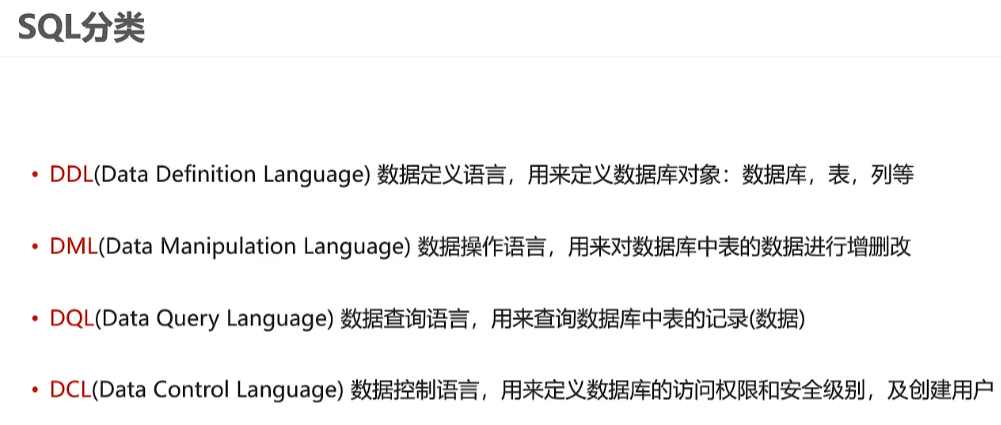 SQL分类
• DDL(Data Definition Language) 数据定义语言，用来定义数据库对象：数据库，表，列等
• DML(Data Manipulation Language) 数据操作语言，用来对数据库中表的数据进行增删改
• DQL(Data Query Language) 数据查询语言，用来查询数据库中表的记录(数据)
• DCL(Data Control Language) 数据控制语言，用来定义数据库的访问权限和安全级别，及创建用户